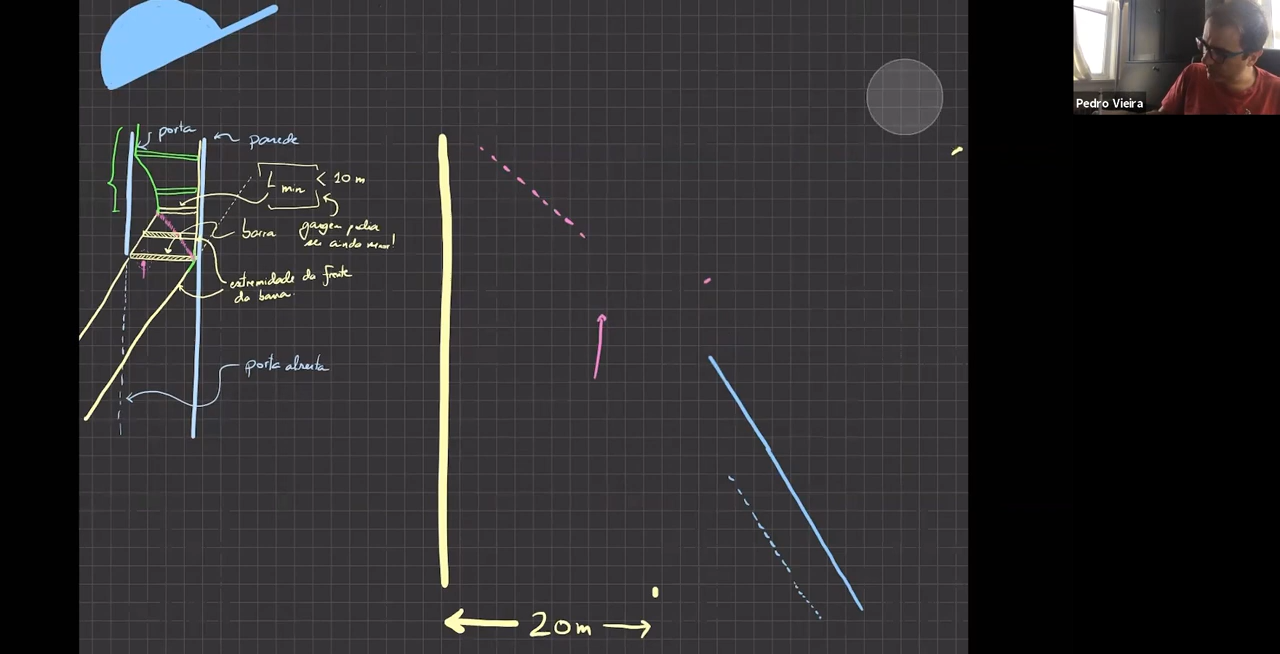 porta
parede
L min < 10 m
barra
garagem podia
ser ainda menor!
extremidade da frente
da barra
porta aberta
20m
Pedro Vieira